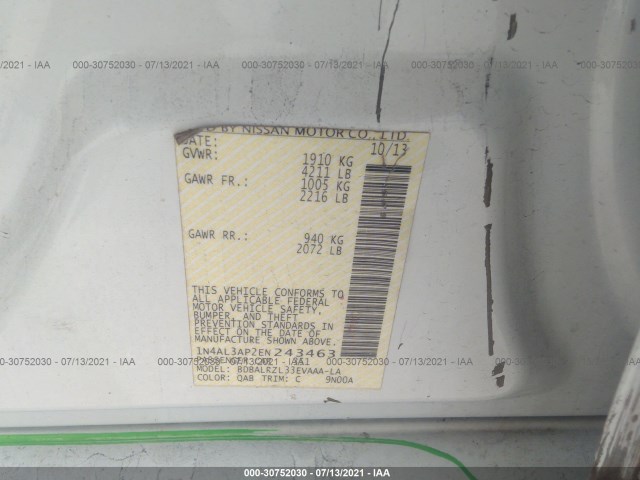 000-30752030 - 07/13/2021 - IAA
000-30752030 - 07/13/2021 - IAA
000-30752030 - 07/13/2021 - IAA
BY NISSAN MOTOR CO., LTD.
DATE: 10/13
GVWR: 1910 KG
4211 LB
GAWR FR.: 1005 KG
2216 LB
GAWR RR.: 940 KG
2072 LB
THIS VEHICLE CONFORMS TO
ALL APPLICABLE FEDERAL
MOTOR VEHICLE SAFETY,
BUMPER, AND THEFT
PREVENTION STANDARDS IN
EFFECT ON THE DATE OF
MANUFACTURE SHOWN ABOVE.
1N4AL3AP2EN243463
PASSENGER CAR
000-30752030 - 07/13/2021 - IAA
000-30752030 - 07/13/2021 - IAA
000-30752030 - 07/13/2021 - IAA
MODEL: BDBALRZL33EVAAA-LA
COLOR: QAB TRIM: C 9N00A
000-30752030 - 07/13/2021 - IAA